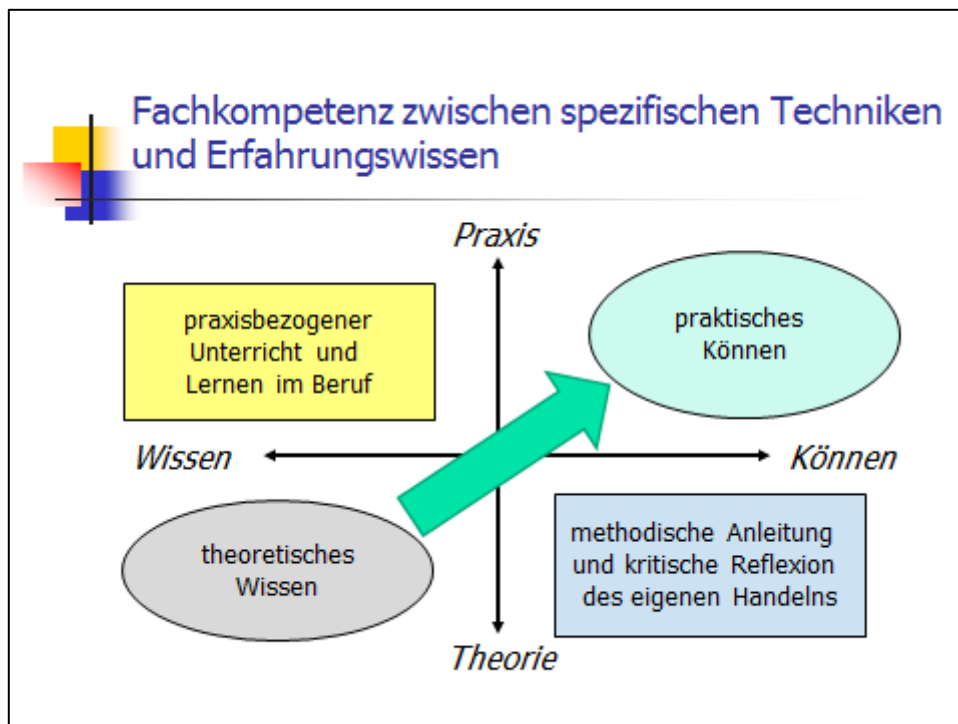 Fachkompetenz zwischen spezifischen Techniken
und Erfahrungswissen
Praxis
praxisbezogener
Unterricht und
Lernen im Beruf
praktisches
Können
Wissen
Können
theoretisches
Wissen
methodische Anleitung
und kritische Reflexion
des eigenen Handelns
Theorie